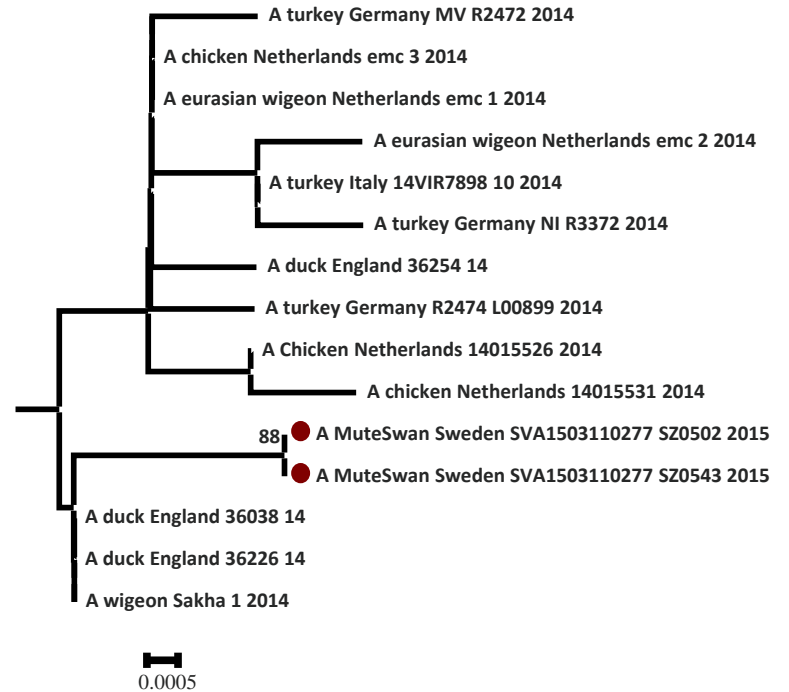 A turkey Germany MV R2472 2014
A chicken Netherlands emc 3 2014
A eurasian wigeon Netherlands emc 1 2014
A eurasian wigeon Netherlands emc 2 2014
A turkey Italy 14VIR7898 10 2014
A turkey Germany NI R3372 2014
A duck England 36254 14
A turkey Germany R2474 L00899 2014
A Chicken Netherlands 14015526 2014
A chicken Netherlands 14015531 2014
88 A MuteSwan Sweden SVA1503110277 SZ0502 2015
A MuteSwan Sweden SVA1503110277 SZ0543 2015
A duck England 36038 14
A duck England 36226 14
A wigeon Sakha 1 2014
0.0005